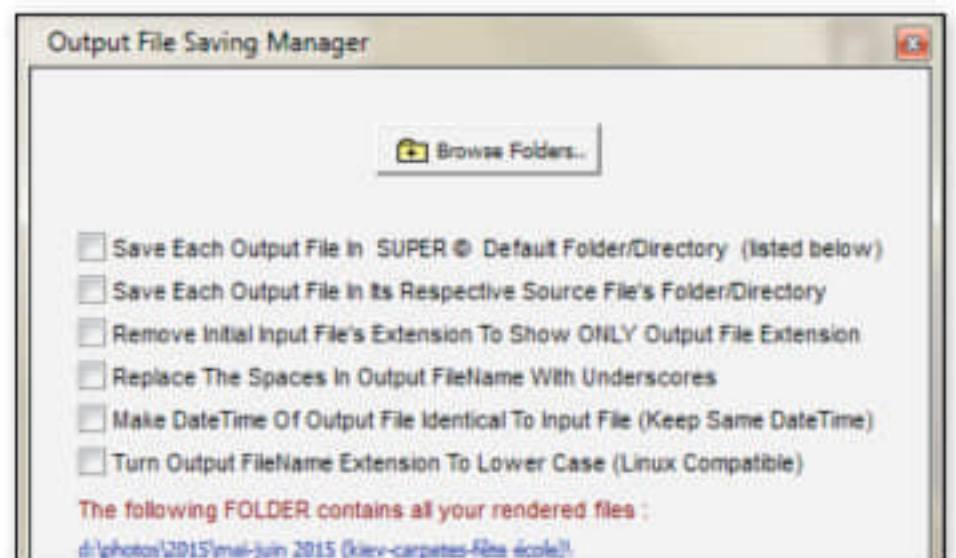 Output File Saving Manager
Browse Folders..
Save Each Output File In SUPER © Default Folder/Directory (listed below)
Save Each Output File In Its Respective Source File's Folder/Directory
Remove Initial Input File's Extension To Show ONLY Output File Extension
Replace The Spaces In Output FileName With Underscores
Make DateTime Of Output File Identical To Input File (Keep Same DateTime)
Turn Output FileName Extension To Lower Case (Linux Compatible)
The following FOLDER contains all your rendered files :
d:\photos\2015\mai-juin 2015 (kiev-carpetes-fête école)\